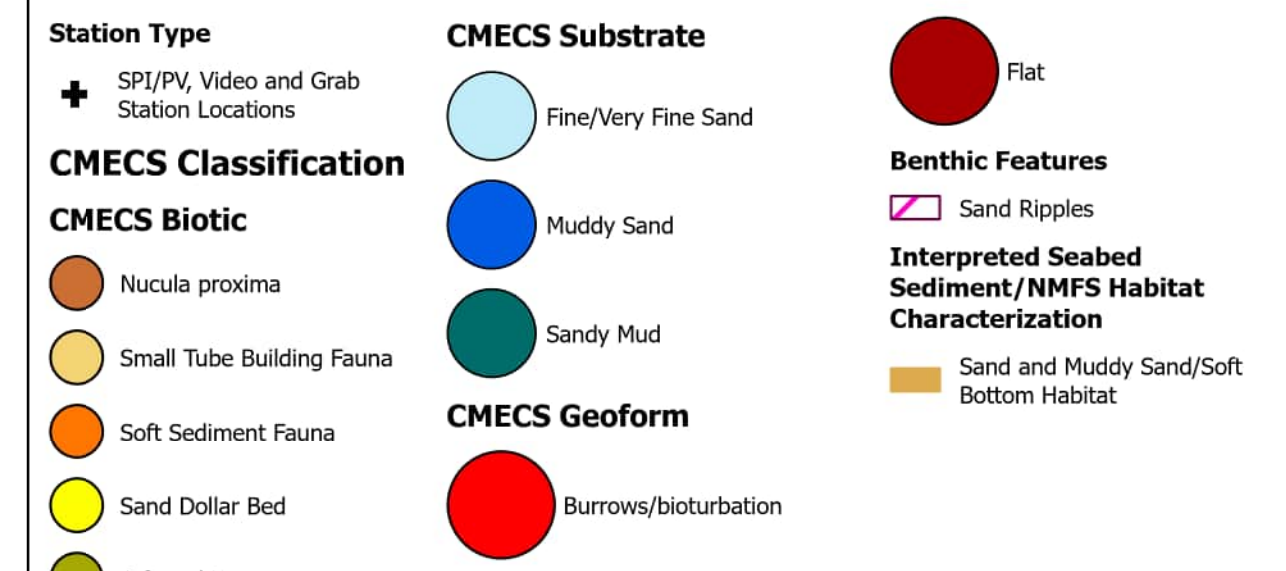 Station Type
SPI/PV, Video and Grab
Station Locations
CMECS Classification
CMECS Biotic
Nucula proxima
Small Tube Building Fauna
Soft Sediment Fauna
Sand Dollar Bed
CMECS Substrate
Fine/Very Fine Sand
Muddy Sand
Sandy Mud
CMECS Geoform
Burrows/bioturbation
Flat
Benthic Features
Sand Ripples
Interpreted Seabed
Sediment/NMFS Habitat
Characterization
Sand and Muddy Sand/Soft
Bottom Habitat